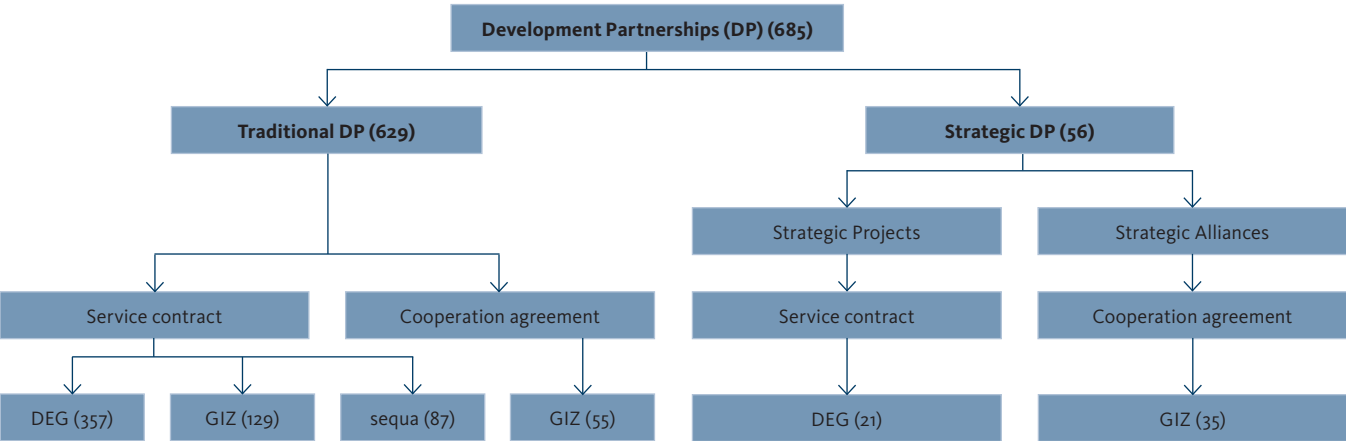 Development Partnerships (DP) (685)
Traditional DP (629)
Strategic DP (56)
Strategic Projects
Strategic Alliances
Service contract
Cooperation agreement
Service contract
Cooperation agreement
DEG (357)
GIZ (129)
sequa (87)
GIZ (55)
DEG (21)
GIZ (35)